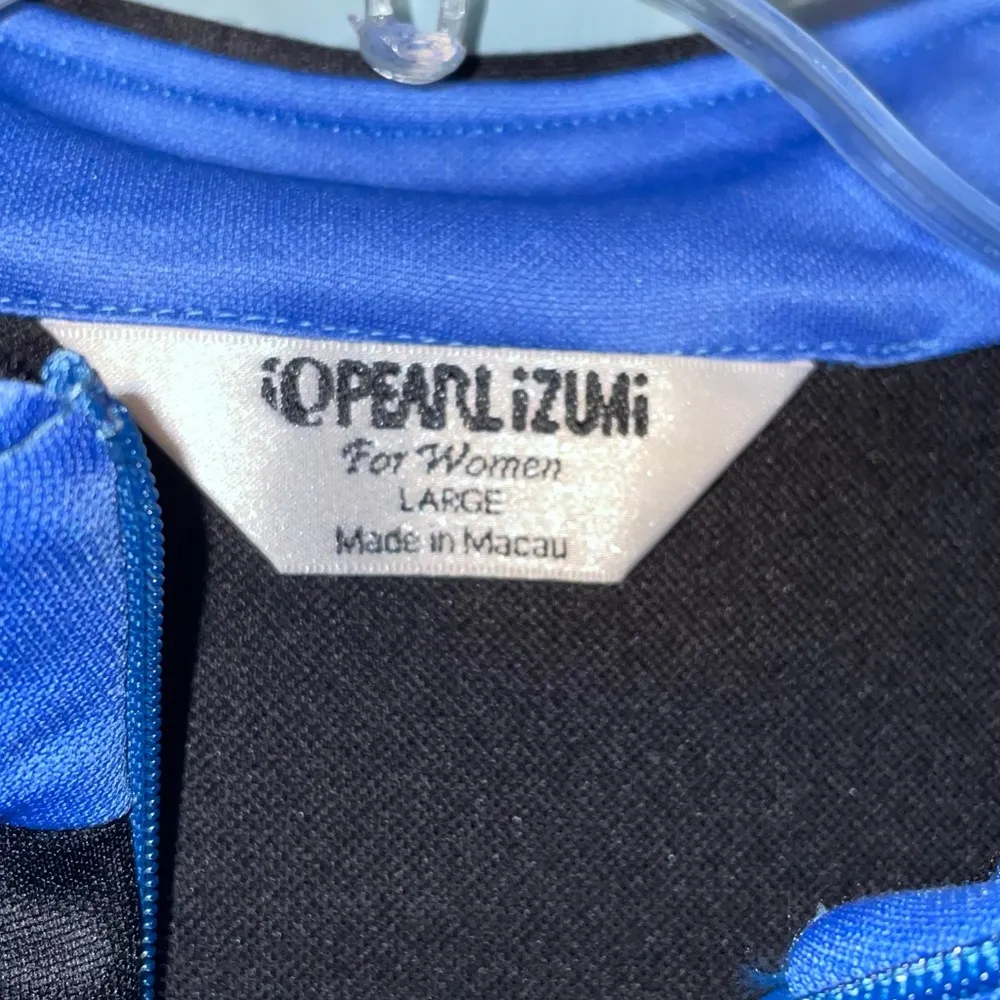 PEARL iZUMi
For Women
LARGE
Made in Macau